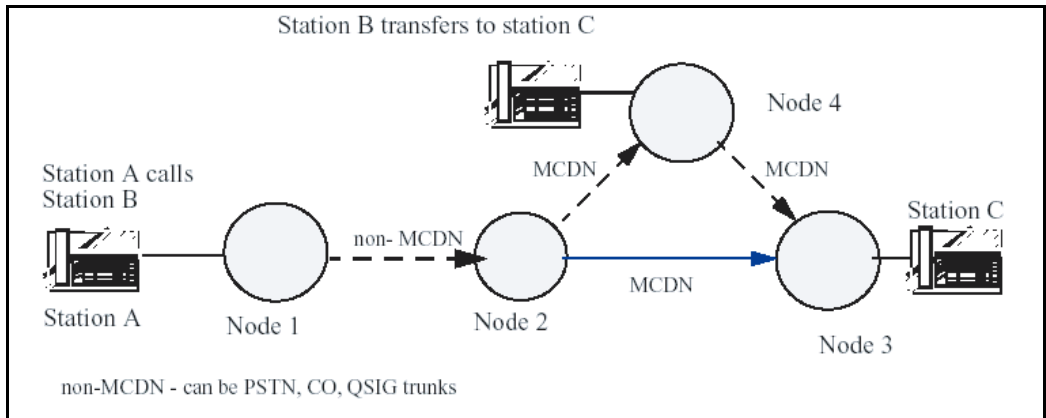 Station B transfers to station C
Node 4
MCDN
MCDN
Station A calls
Station B
Station C
non- MCDN
MCDN
Station A
Node 1
Node 2
Node 3
non-MCDN - can be PSTN, CO, QSIG trunks